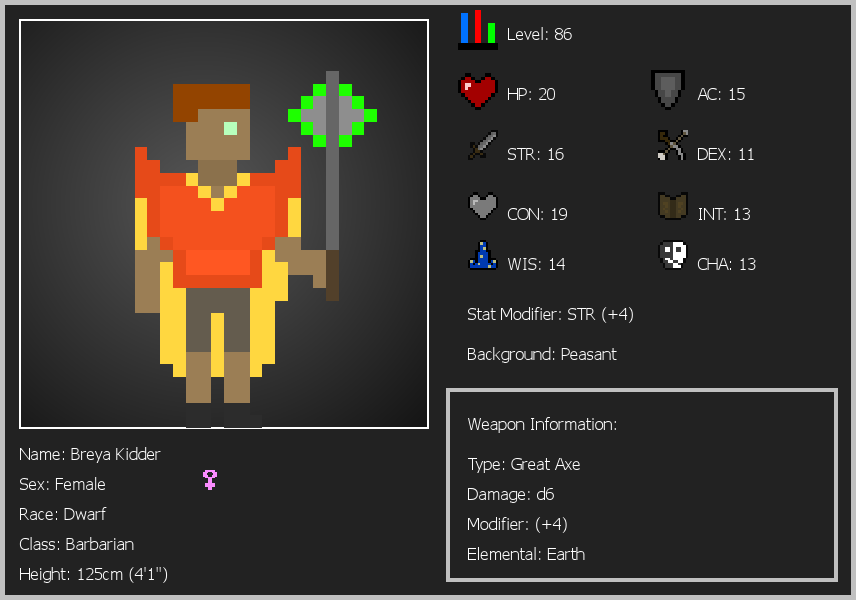 Level: 86
HP: 20
AC: 15
STR: 16
DEX: 11
CON: 19
INT: 13
WIS: 14
CHA: 13
Stat Modifier: STR (+4)
Background: Peasant
Weapon Information:
Type: Great Axe
Damage: d6
Modifier: (+4)
Elemental: Earth
Name: Breya Kidder
Sex: Female
Race: Dwarf
Class: Barbarian
Height: 125cm (4'1")